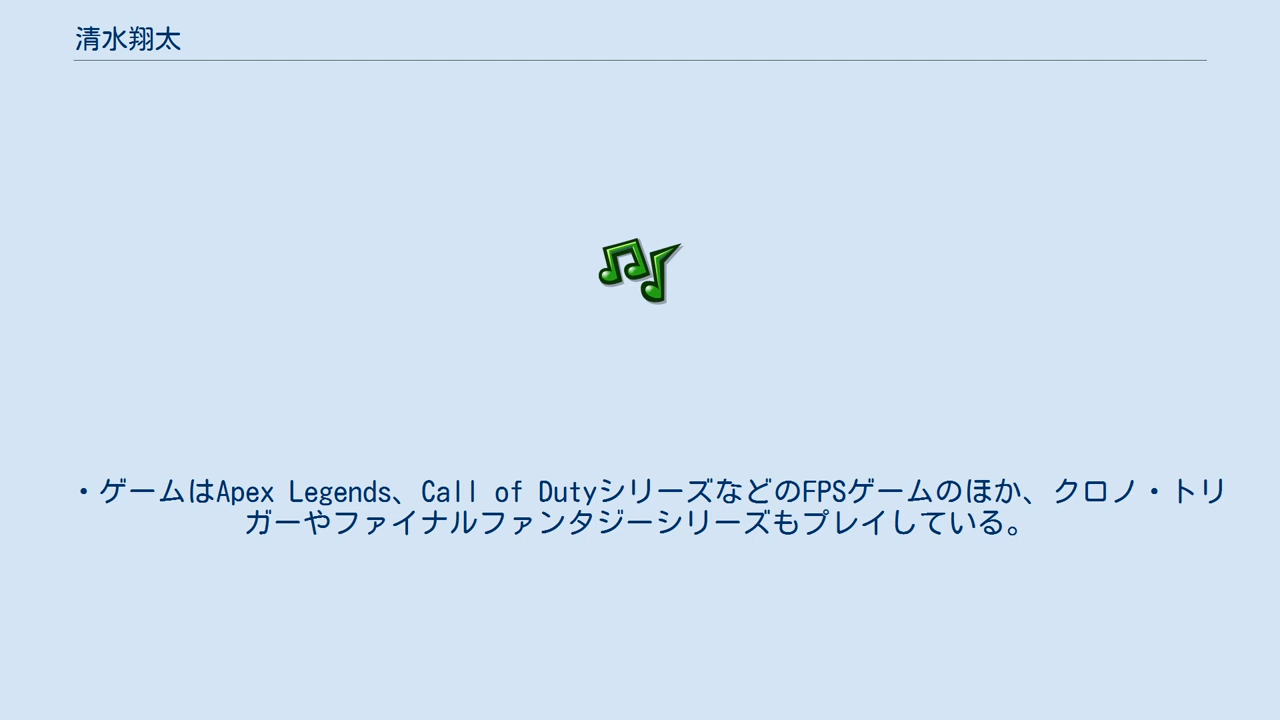 清水翔太
・ゲームはApex Legends、Call of DutyシリーズなどのFPSゲームのほか、クロノ・トリ
ガーやファイナルファンタジーシリーズもプレイしている。